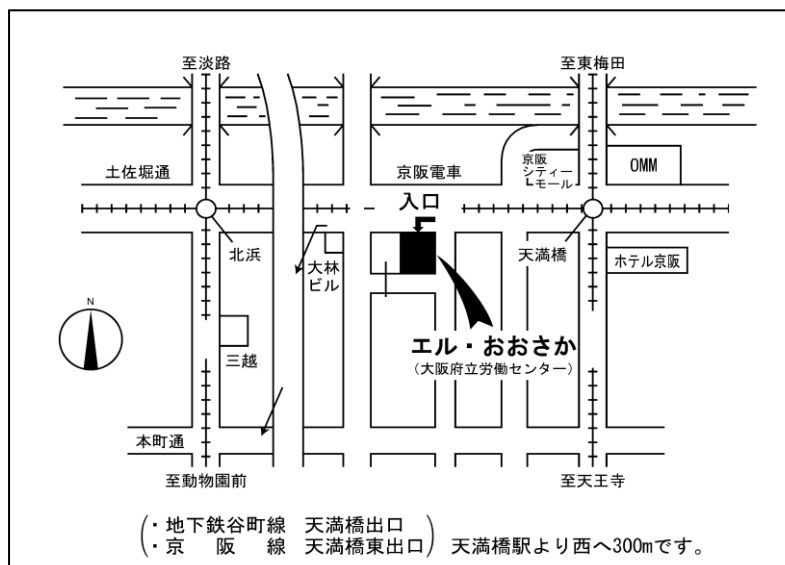 至淡路
至東梅田
土佐堀通
京阪電車
京阪
シティー
モール
OMM
入口
北浜
大林
ビル
天満橋
ホテル京阪
N
三越
エル・おおさか
(大阪府立労働センター)
本町通
至動物園前
至天王寺
・地下鉄谷町線 天満橋出口
・京阪線 天満橋東出口
天満橋駅より西へ300mです。